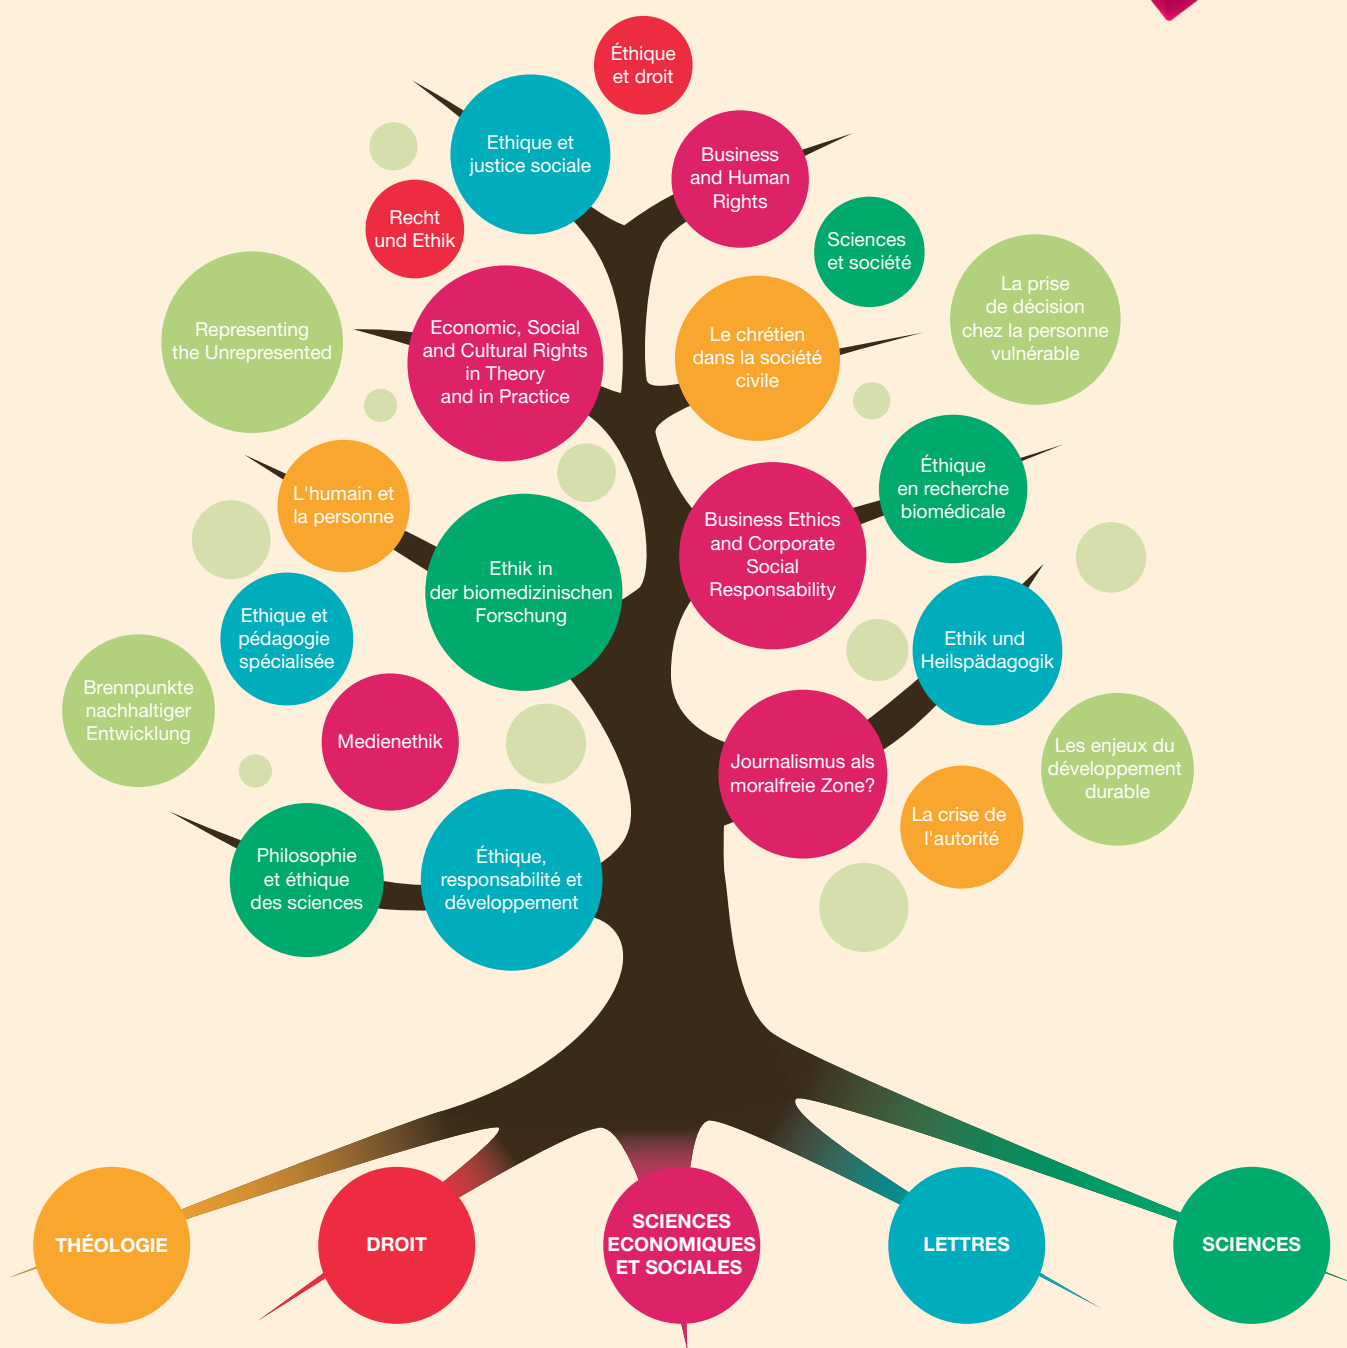 Éthique
et droit
Ethique et
justice sociale
Business
and Human
Rights
Recht
und Ethik
Sciences
et société
La prise
de décision
chez la personne
vulnérable
Representing
the Unrepresented
Economic, Social
and Cultural Rights
in Theory
and in Practice
Le chrétien
dans la société
civile
L'humain et
la personne
Éthique
en recherche
biomédicale
Business Ethics
and Corporate
Social
Responsability
Ethik in
der biomedizinischen
Forschung
Ethique et
pédagogie
spécialisée
Ethik und
Heilspädagogik
Brennpunkte
nachhaltiger
Entwicklung
Medienethik
Journalismus als
moralfreie Zone?
Les enjeux du
développement
durable
La crise de
l'autorité
Philosophie
et éthique
des sciences
Éthique,
responsabilité et
développement
THÉOLOGIE
DROIT
SCIENCES
ECONOMIQUES
ET SOCIALES
LETTRES
SCIENCES